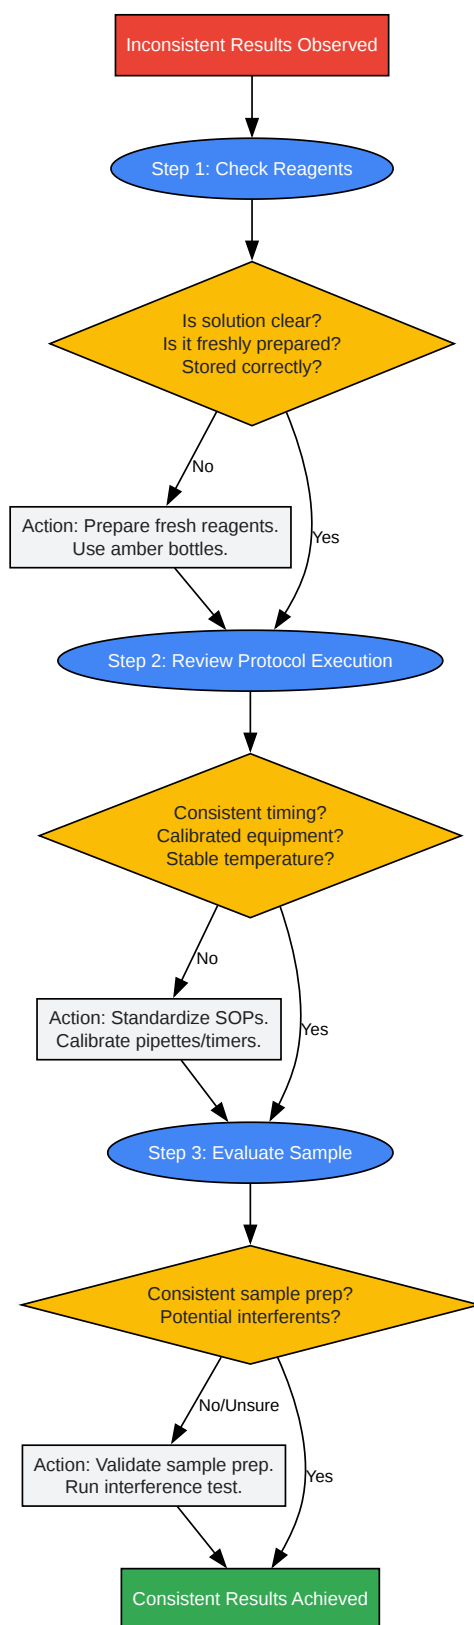 Inconsistent Results Observed
Step 1: Check Reagents
Is solution clear?
Is it freshly prepared?
Stored correctly?
No
Yes
Action: Prepare fresh reagents.
Use amber bottles.
Step 2: Review Protocol Execution
Consistent timing?
Calibrated equipment?
Stable temperature?
No
Yes
Action: Standardize SOPs.
Calibrate pipettes/timers.
Step 3: Evaluate Sample
Consistent sample prep?
Potential interferents?
No/Unsure
Yes
Action: Validate sample prep.
Run interference test.
Consistent Results Achieved